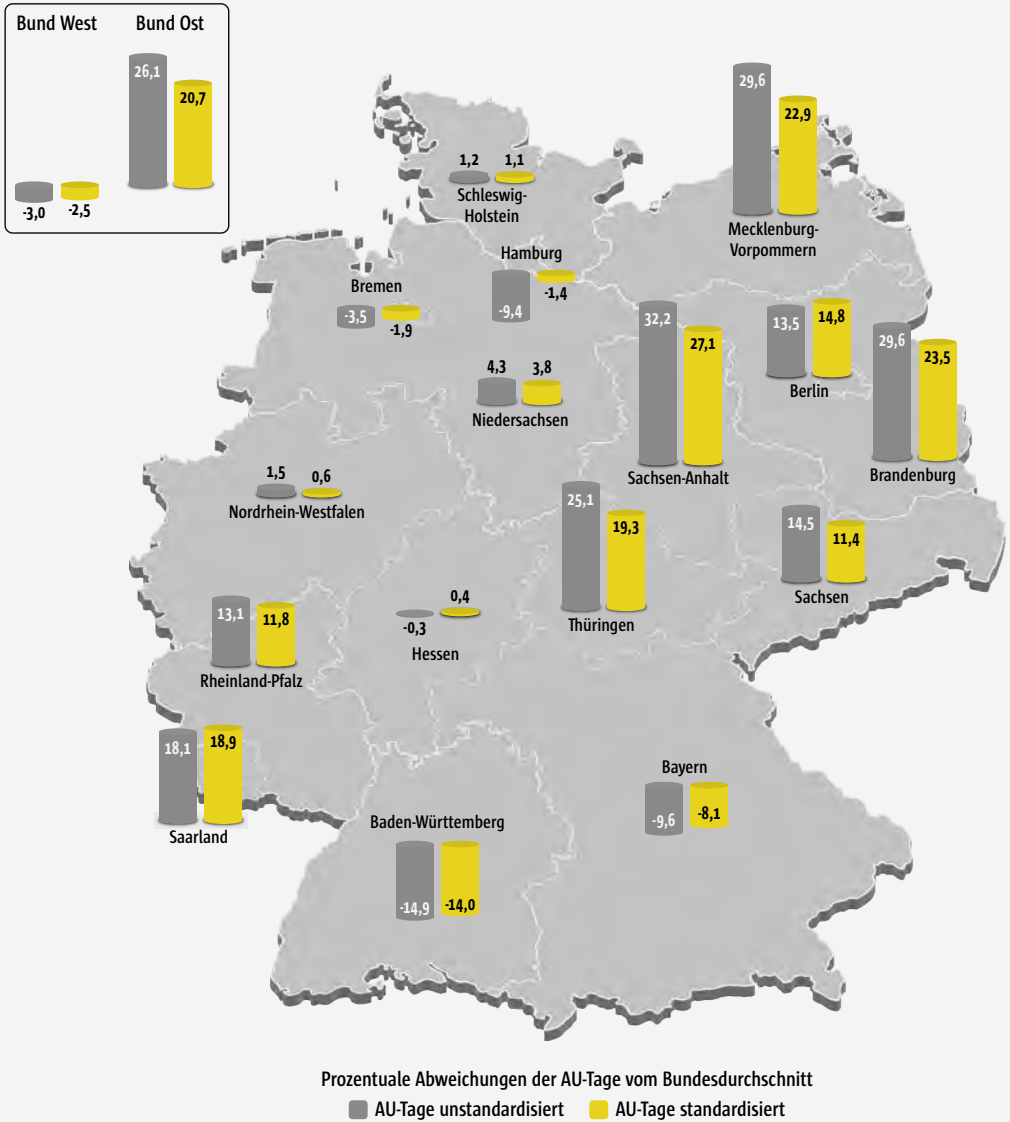 Bund West
Bund Ost
26,1
20,7
-3,0
-2,5
29,6
22,9
Mecklenburg-
Vorpommern
1,2
1,1
Schleswig-
Holstein
Hamburg
-9,4
-1,4
Bremen
-3,5
-1,9
32,2
27,1
Sachsen-Anhalt
13,5
14,8
Berlin
29,6
23,5
Brandenburg
4,3
3,8
Niedersachsen
1,5
0,6
Nordrhein-Westfalen
25,1
19,3
Thüringen
14,5
11,4
Sachsen
13,1
11,8
Rheinland-Pfalz
0,4
-0,3
Hessen
18,1
18,9
Saarland
Bayern
-9,6
-8,1
Baden-Württemberg
-14,9
-14,0
Prozentuale Abweichungen der AU-Tage vom Bundesdurchschnitt
AU-Tage unstandardisiert
AU-Tage standardisiert